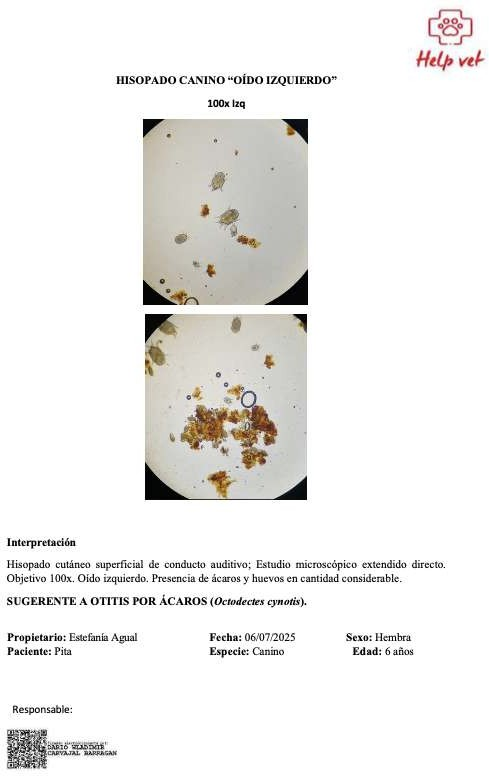 Help vet
HISOPADO CANINO “OÍDO IZQUIERDO”
100x Izq
Interpretación
Hisopado cutáneo superficial de conducto auditivo; Estudio microscópico extendido directo.
Objetivo 100x. Oído izquierdo. Presencia de ácaros y huevos en cantidad considerable.
SUGERENTE A OTITIS POR ÁCAROS (Octodectes cynotis).
Propietario: Estefanía Agual Fecha: 06/07/2025 Sexo: Hembra
Paciente: Pita Especie: Canino Edad: 6 años
Responsable:
DARIO WLADIMIR
CARVAJAL BARRAGAN